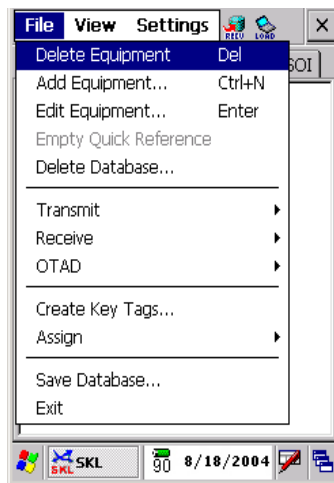 File View Settings RECV LOAD X
SOI
Delete Equipment Del
Add Equipment... Ctrl+N
Edit Equipment... Enter
Empty Quick Reference
Delete Database...
Transmit
Receive
OTAD
Create Key Tags...
Assign
Save Database...
Exit
SKL SKL 90 8/18/2004